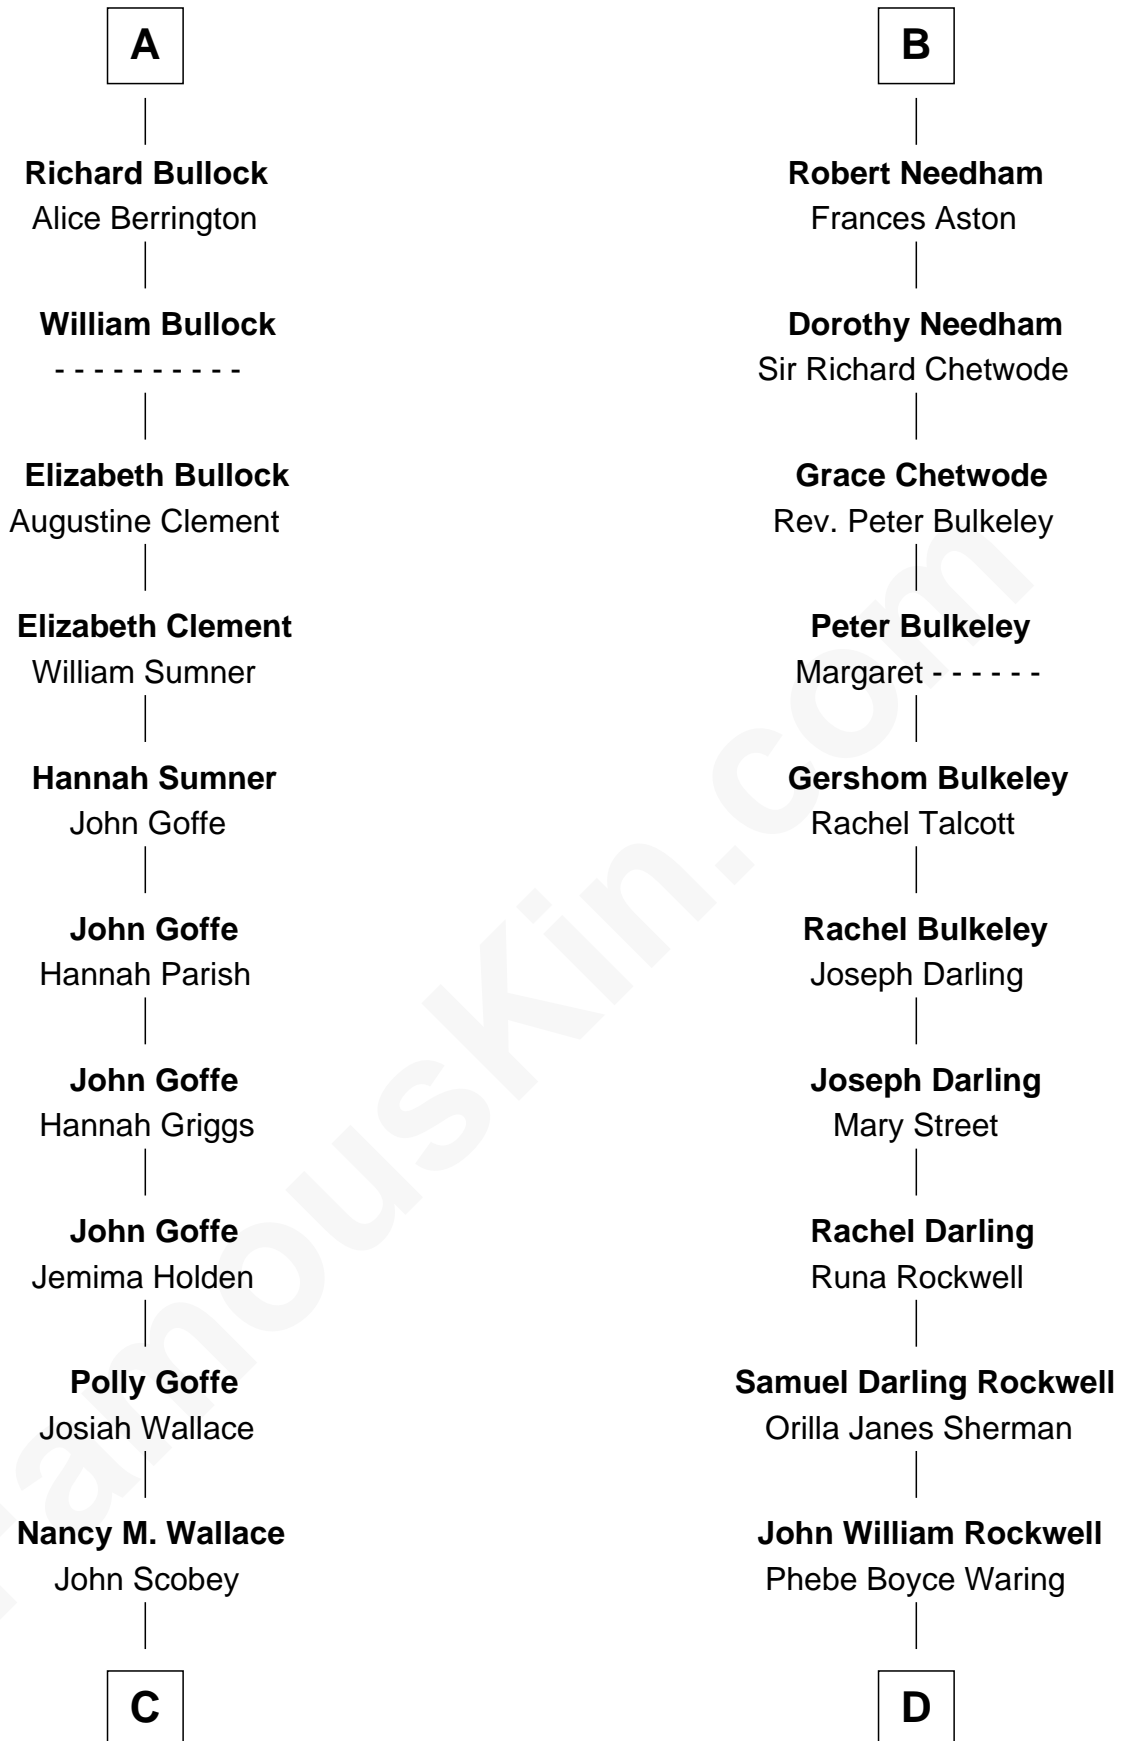 A
Richard Bullock
Alice Berrington
William Bullock
- - - - - - - - - -
Elizabeth Bullock
Augustine Clement
Elizabeth Clement
William Sumner
Hannah Sumner
John Goffe
John Goffe
Hannah Parish
John Goffe
Hannah Griggs
John Goffe
Jemima Holden
Polly Goffe
Josiah Wallace
Nancy M. Wallace
John Scobey
C
B
Robert Needham
Frances Aston
Dorothy Needham
Sir Richard Chetwode
Grace Chetwode
Rev. Peter Bulkeley
Peter Bulkeley
Margaret - - - - - -
Gershom Bulkeley
Rachel Talcott
Rachel Bulkeley
Joseph Darling
Joseph Darling
Mary Street
Rachel Darling
Runa Rockwell
Samuel Darling Rockwell
Orilla Janes Sherman
John William Rockwell
Phebe Boyce Waring
D
FamousKin.com